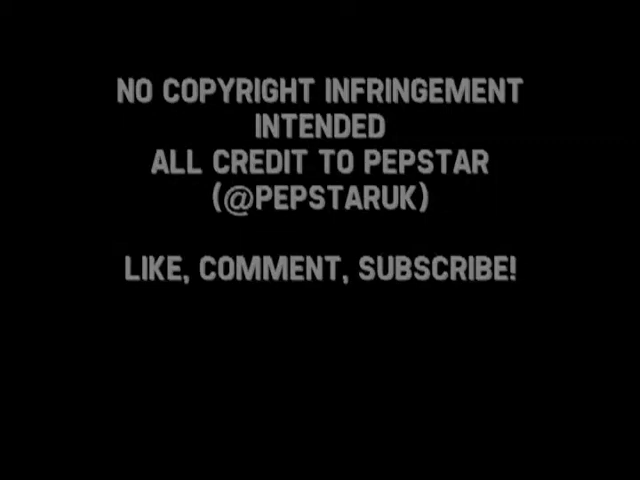 NO COPYRIGHT INFRINGEMENT
INTENDED
ALL CREDIT TO PEPSTAR
(@PEPSTARUK)
LIKE, COMMENT, SUBSCRIBE!